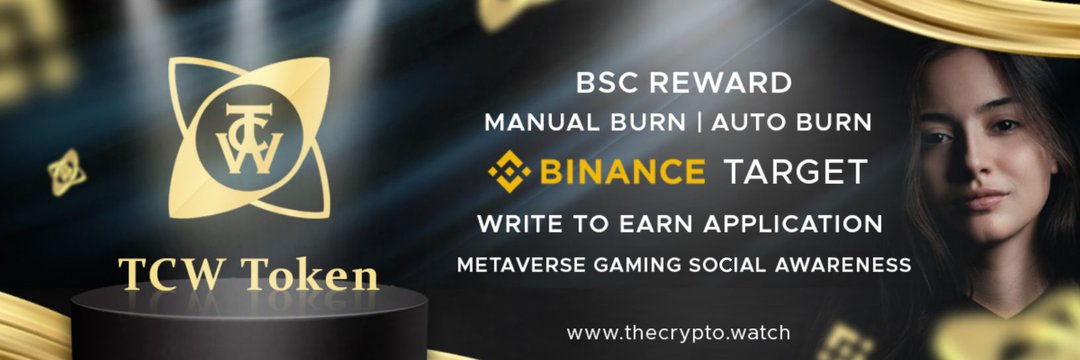 TCW
TCW Token
BSC REWARD
MANUAL BURN | AUTO BURN
BINANCE TARGET
WRITE TO EARN APPLICATION
METAVERSE GAMING SOCIAL AWARENESS
www.thecrypto.watch